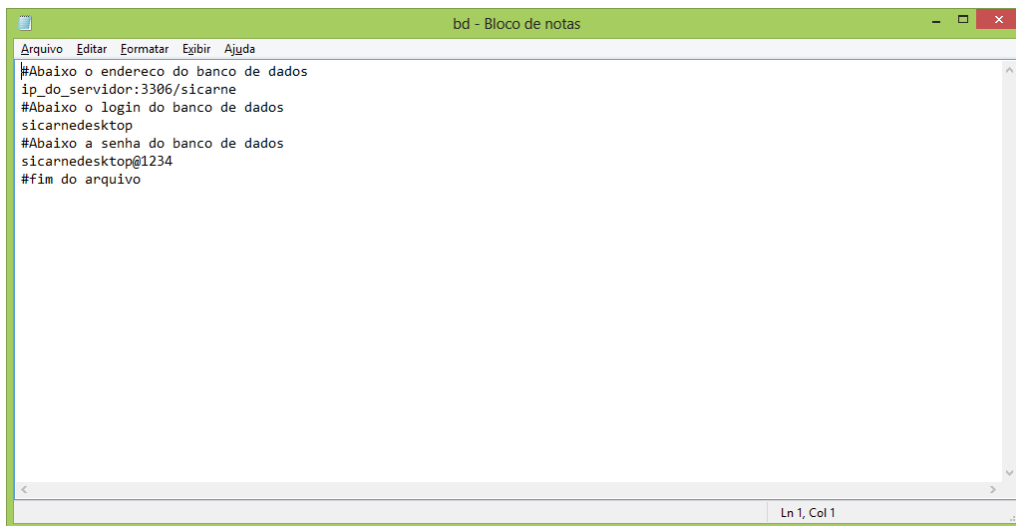 bd - Bloco de notas
Arquivo Editar Formatar Exibir Ajuda
#Abaixo o endereco do banco de dados
ip_do_servidor:3306/sicarne
#Abaixo o login do banco de dados
sicarnedesktop
#Abaixo a senha do banco de dados
sicarnedesktop@1234
#fim do arquivo
Ln 1, Col 1